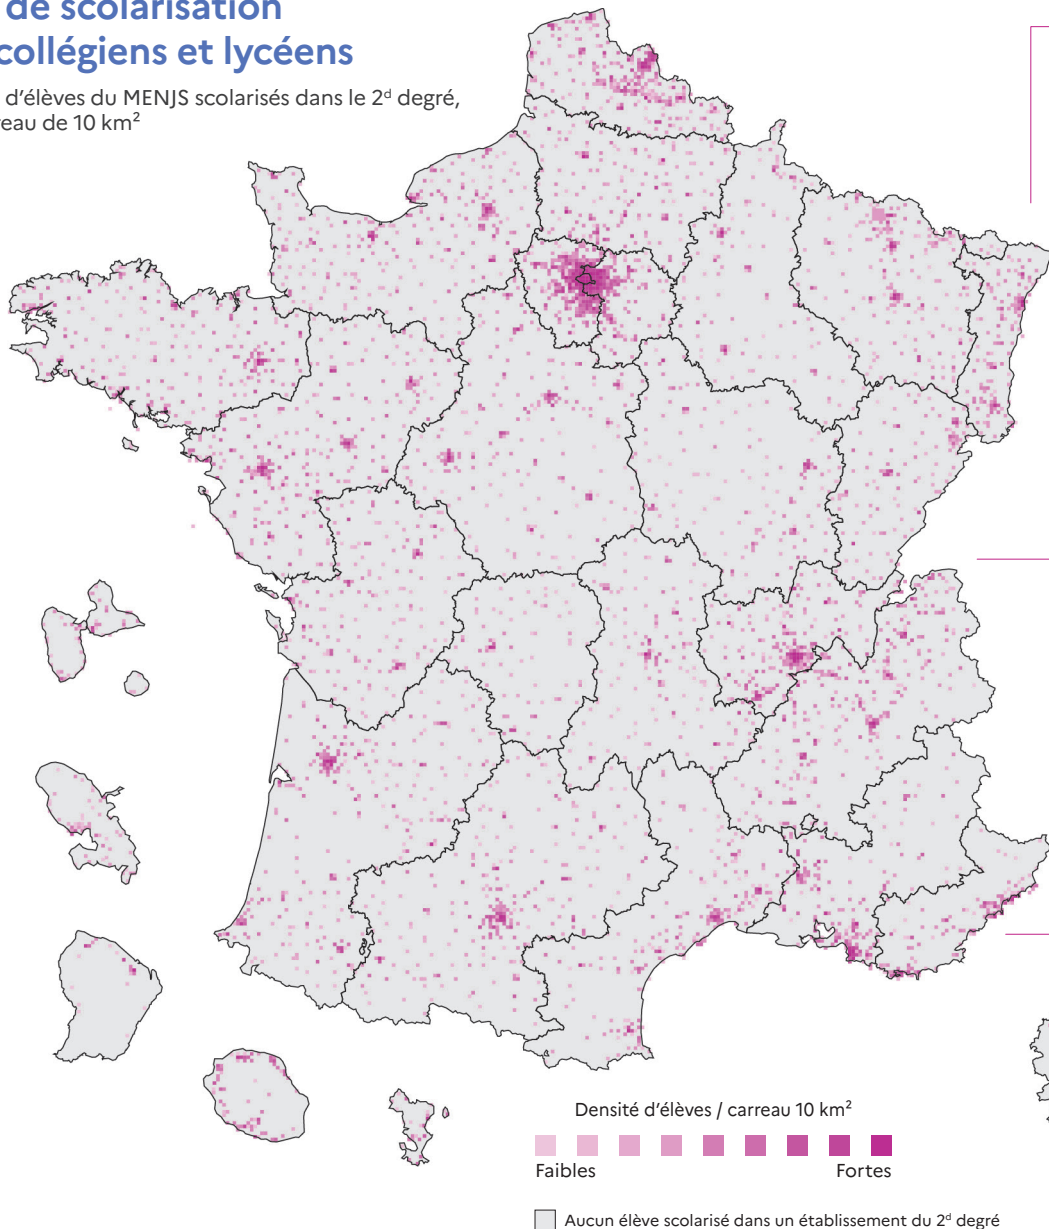 de scolarisation
collégiens et lycéens
d'élèves du MENJS scolarisés dans le 2ᵈ degré,
reau de 10 km²
Densité d'élèves / carreau 10 km²
Faibles Fortes
Aucun élève scolarisé dans un établissement du 2ᵈ degré